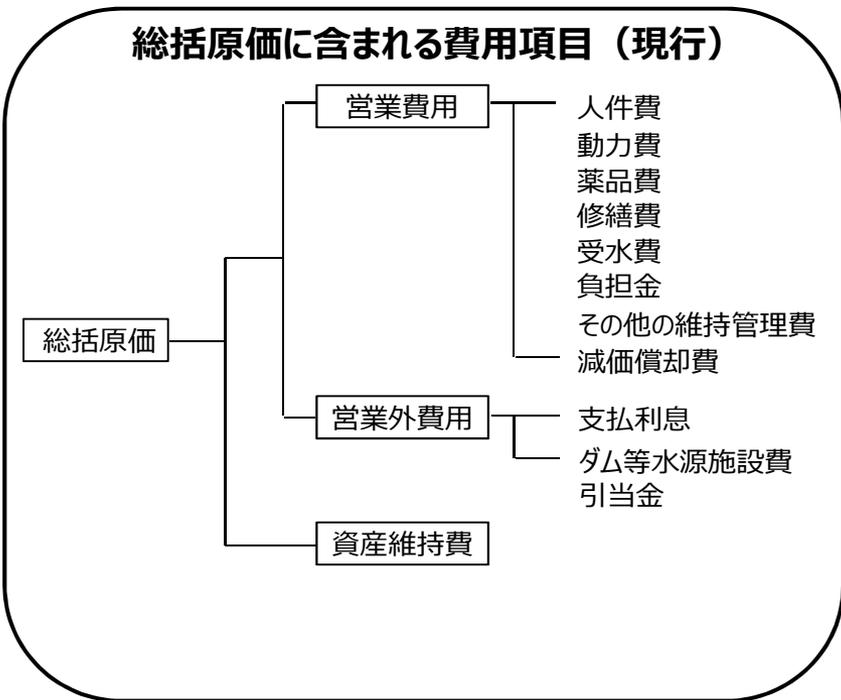 総括原価に含まれる費用項目（現行）
営業費用
人件費
動力費
薬品費
修繕費
受水費
負担金
その他の維持管理費
減価償却費
総括原価
営業外費用
支払利息
ダム等水源施設費
引当金
資産維持費